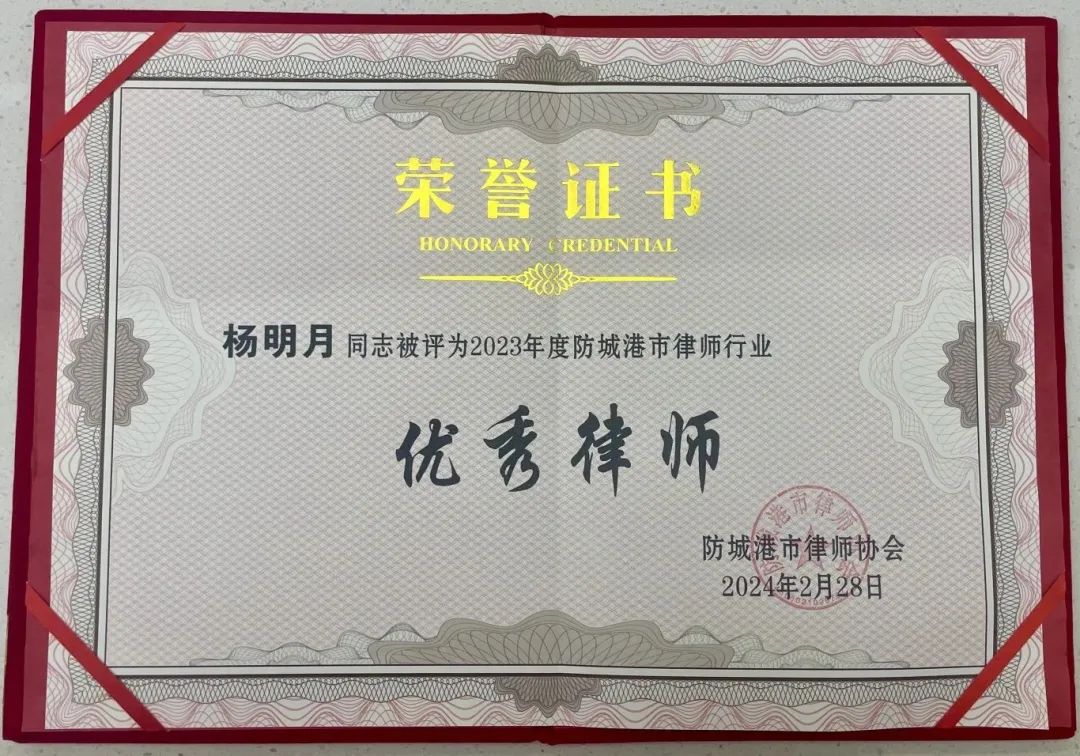 荣誉证书
HONORARY CREDENTIAL
杨明月 同志被评为2023年度防城港市律师行业
优秀律师
防城港市律师协会
2024年2月28日